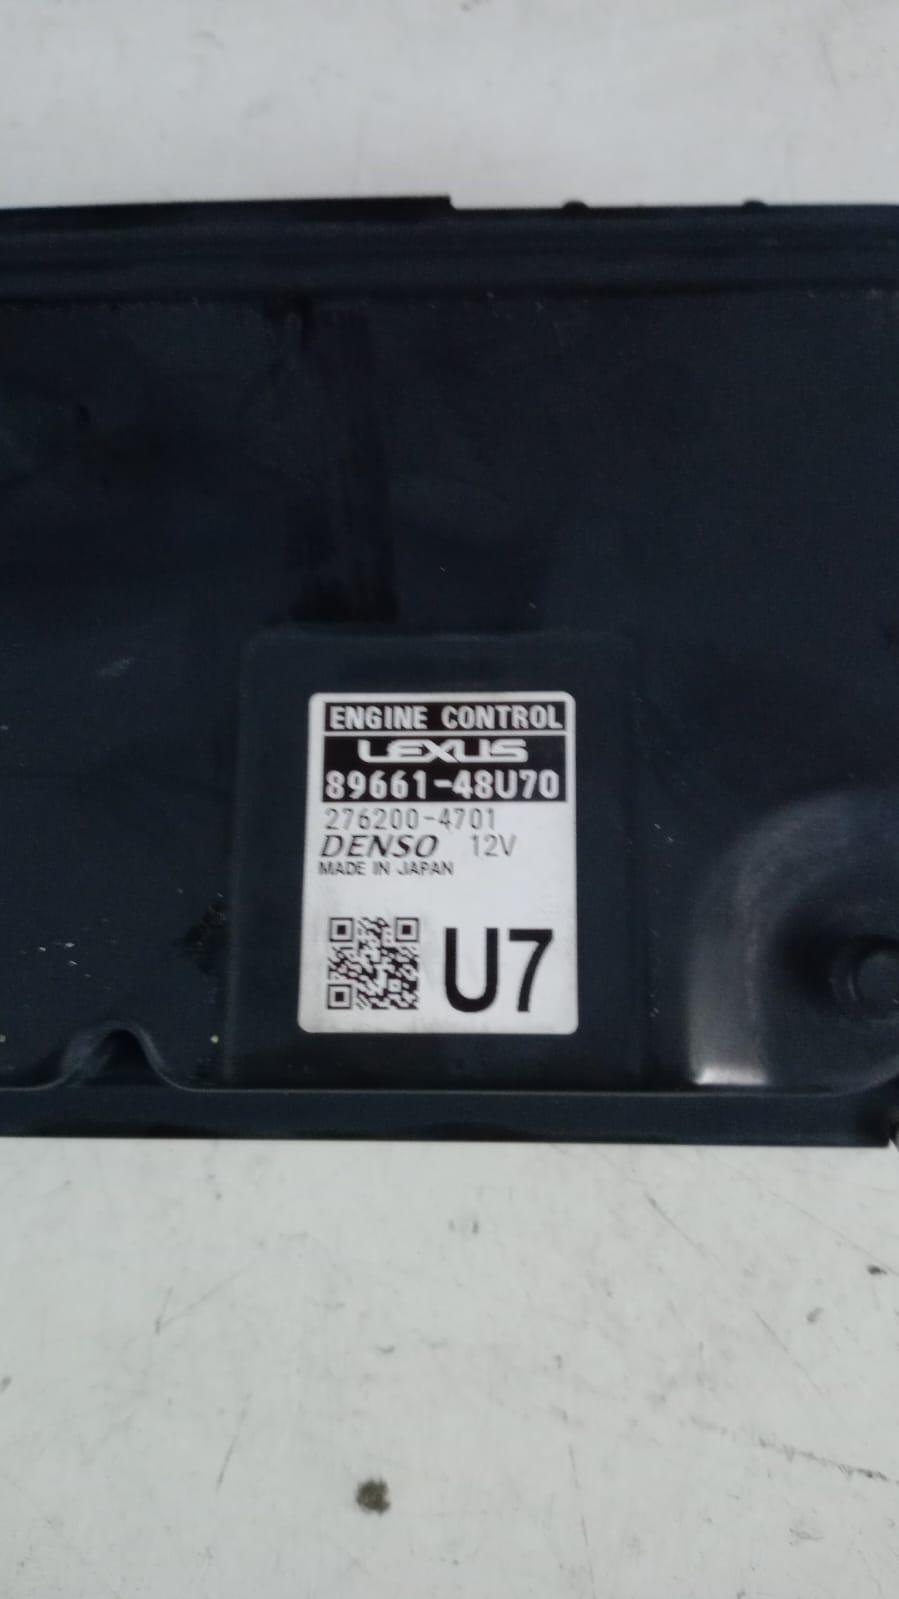 ENGINE CONTROL
LEXUS
89661-48U70
276200-4701
DENSO 12V
MADE IN JAPAN
U7